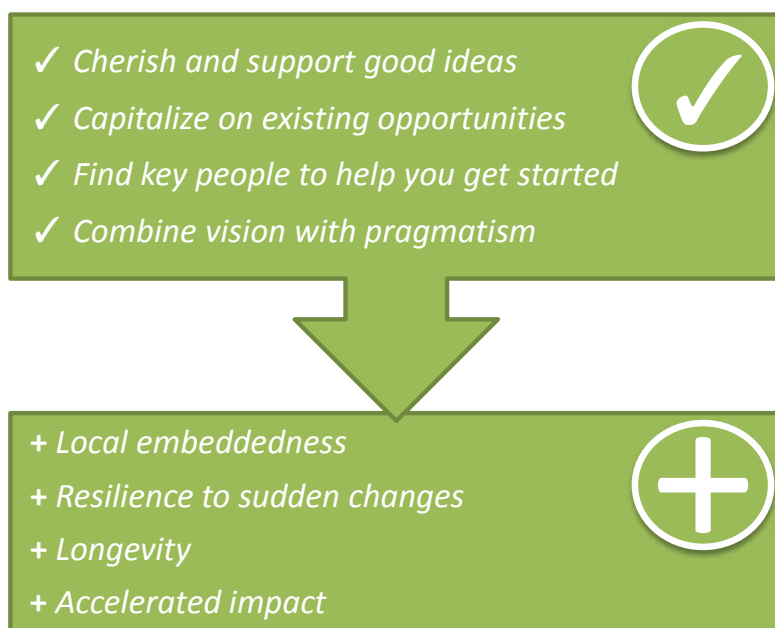 ✓ Cherish and support good ideas
✓ Capitalize on existing opportunities
✓ Find key people to help you get started
✓ Combine vision with pragmatism
+ Local embeddedness
+ Resilience to sudden changes
+ Longevity
+ Accelerated impact